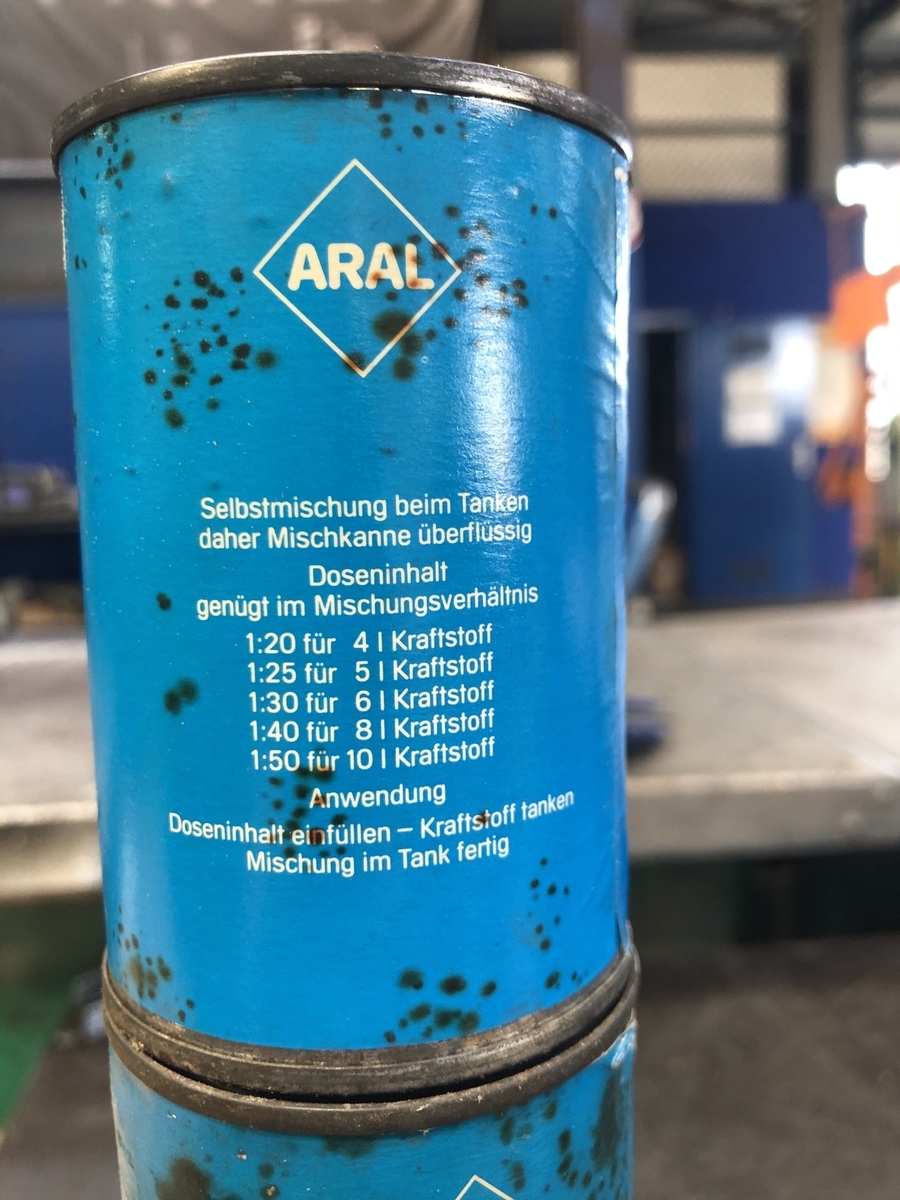 ARAL
Selbstmischung beim Tanken
daher Mischkanne überflüssig
Doseninhalt
genügt im Mischungsverhältnis
1:20 für 4 l Kraftstoff
1:25 für 5 l Kraftstoff
1:30 für 6 l Kraftstoff
1:40 für 8 l Kraftstoff
1:50 für 10 l Kraftstoff
Anwendung
Doseninhalt einfüllen – Kraftstoff tanken
Mischung im Tank fertig